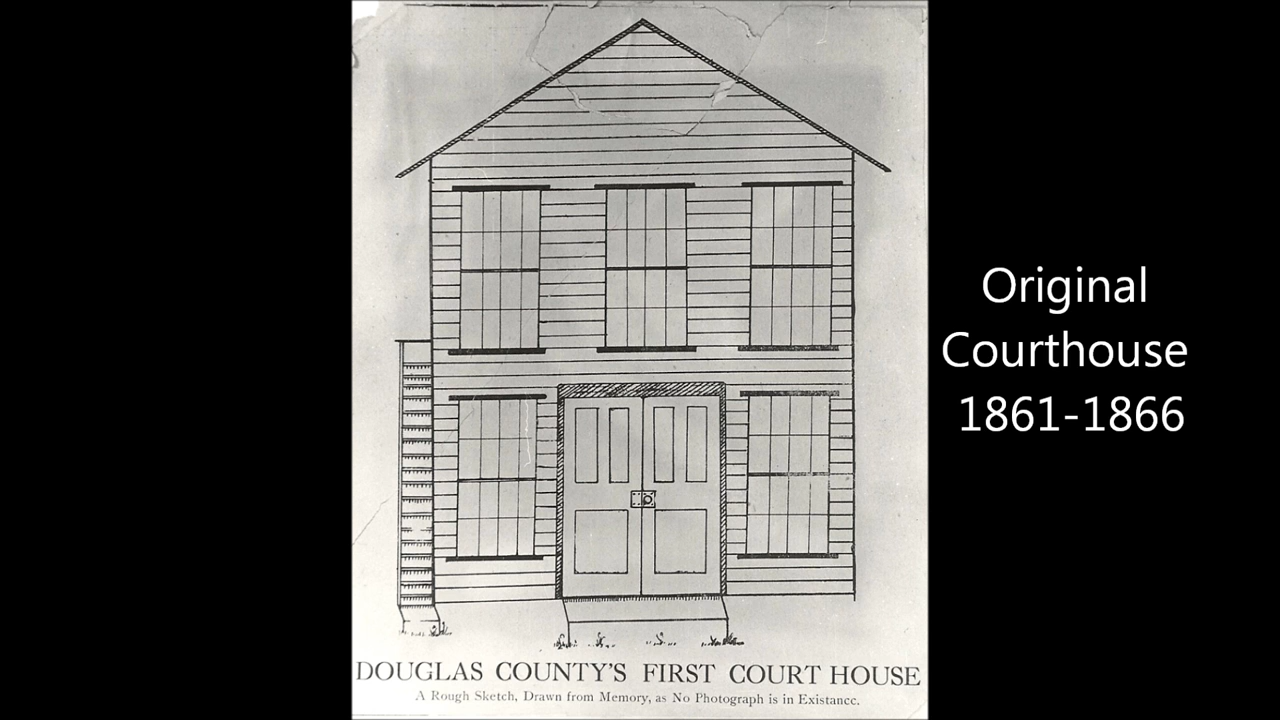 DOUGLAS COUNTY'S FIRST COURT HOUSE
A Rough Sketch, Drawn from Memory, as No Photograph is in Existance.
Original
Courthouse
1861-1866